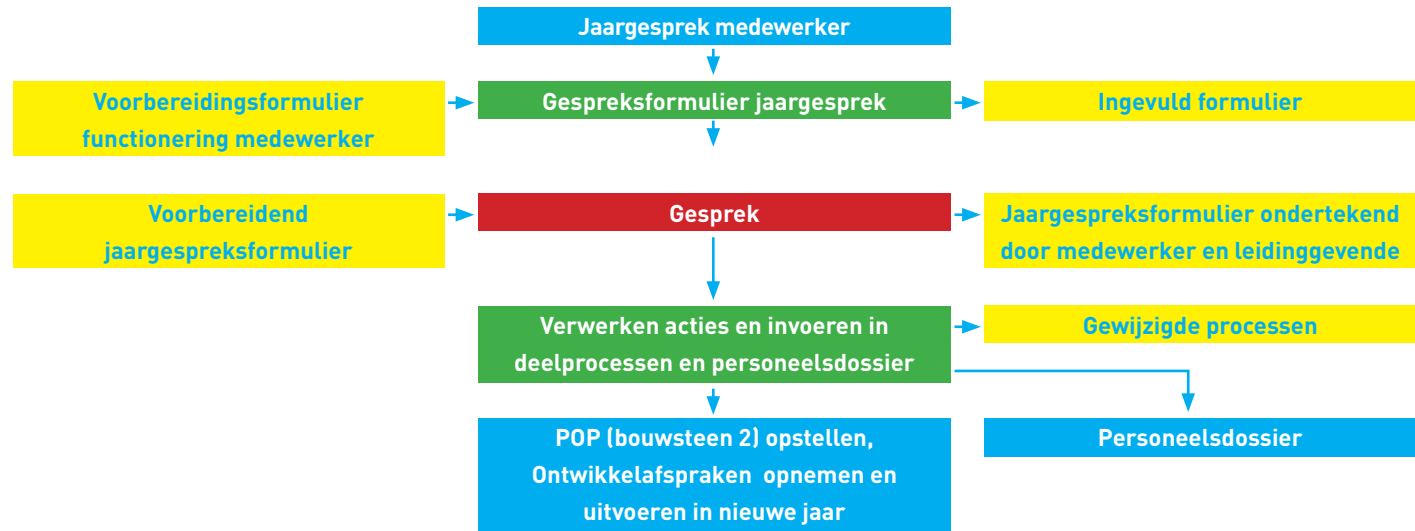 Jaargesprek medewerker
Voorbereidingsformulier
functionering medewerker
Gespreksformulier jaargesprek
Ingevuld formulier
Voorbereidend
jaargespreksformulier
Gesprek
Jaargespreksformulier ondertekend
door medewerker en leidinggevende
Verwerken acties en invoeren in
deelprocessen en personeelsdossier
Gewijzigde processen
POP (bouwsteen 2) opstellen,
Ontwikkelafspraken opnemen en
uitvoeren in nieuwe jaar
Personeelsdossier